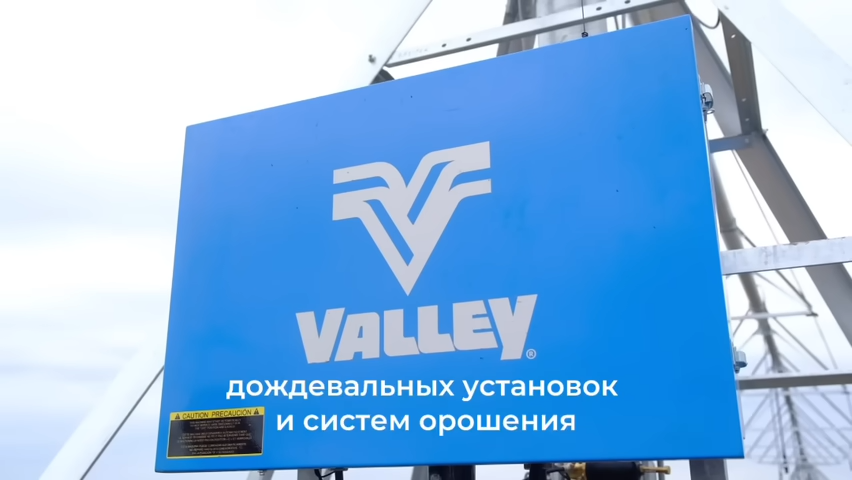 VALLEY®
дождевальных установок
и систем орошения
CAUTION PRECAUCIÓN